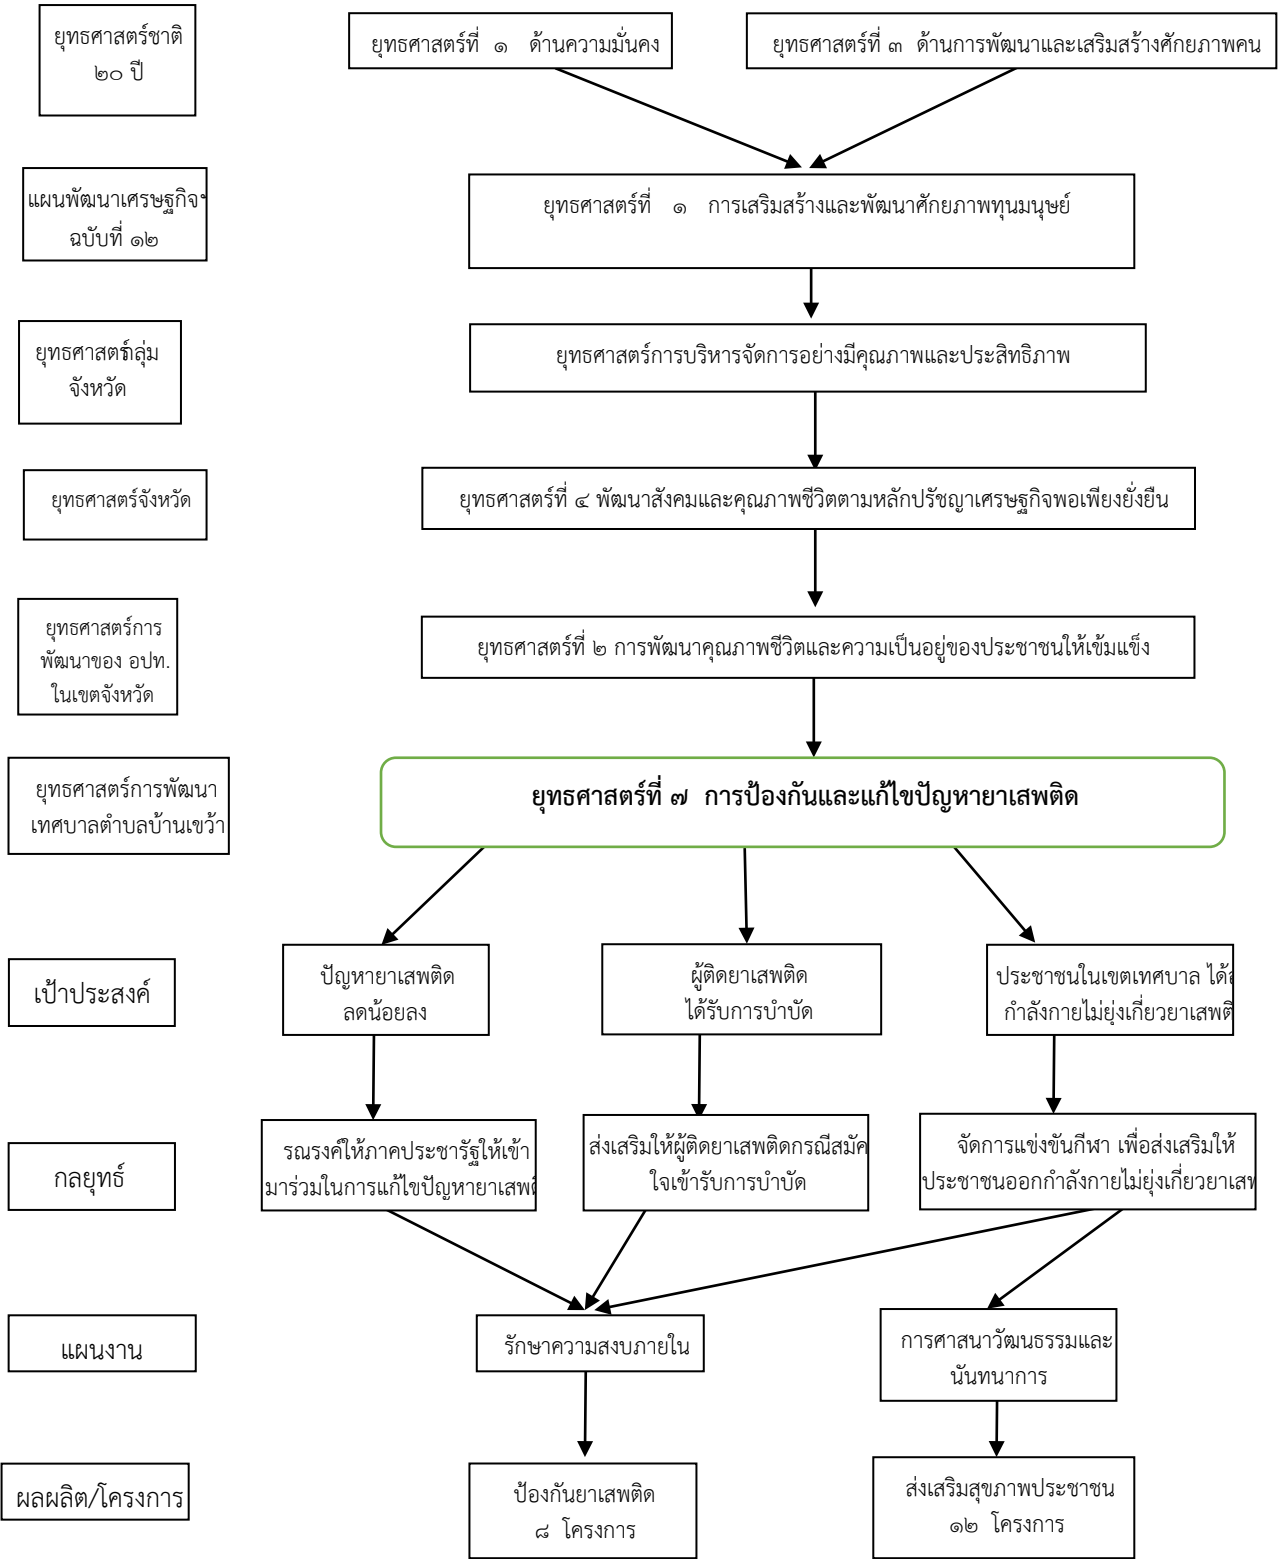 ยุทธศาสตร์ชาติ
๒๐ ปี
ยุทธศาสตร์ที่ ๑ ด้านความมั่นคง
ยุทธศาสตร์ที่ ๓ ด้านการพัฒนาและเสริมสร้างศักยภาพคน
แผนพัฒนาเศรษฐกิจฯ
ฉบับที่ ๑๒
ยุทธศาสตร์ที่ ๑ การเสริมสร้างและพัฒนาศักยภาพทุนมนุษย์
ยุทธศาสตร์กลุ่ม
จังหวัด
ยุทธศาสตร์การบริหารจัดการอย่างมีคุณภาพและประสิทธิภาพ
ยุทธศาสตร์จังหวัด
ยุทธศาสตร์ที่ ๔ พัฒนาสังคมและคุณภาพชีวิตตามหลักปรัชญาเศรษฐกิจพอเพียงยั่งยืน
ยุทธศาสตร์การ
พัฒนาของ อปท.
ในเขตจังหวัด
ยุทธศาสตร์ที่ ๒ การพัฒนาคุณภาพชีวิตและความเป็นอยู่ของประชาชนให้เข้มแข็ง
ยุทธศาสตร์การพัฒนา
เทศบาลตำบลบ้านเขว้า
ยุทธศาสตร์ที่ ๗ การป้องกันและแก้ไขปัญหายาเสพติด
เป้าประสงค์
ปัญหายาเสพติด
ลดน้อยลง
ผู้ติดยาเสพติด
ได้รับการบำบัด
ประชาชนในเขตเทศบาล ได้
กำลังกายไม่ยุ่งเกี่ยวยาเสพติ
กลยุทธ์
รณรงค์ให้ภาคประชารัฐให้เข้า
มาร่วมในการแก้ไขปัญหายาเสพติ
ส่งเสริมให้ผู้ติดยาเสพติดกรณีสมัค
ใจเข้ารับการบำบัด
จัดการแข่งขันกีฬา เพื่อส่งเสริมให้
ประชาชนออกกำลังกายไม่ยุ่งเกี่ยวยาเสพ
แผนงาน
รักษาความสงบภายใน
การศาสนาวัฒนธรรมและ
นันทนาการ
ผลผลิต/โครงการ
ป้องกันยาเสพติด
๘ โครงการ
ส่งเสริมสุขภาพประชาชน
๑๒ โครงการ